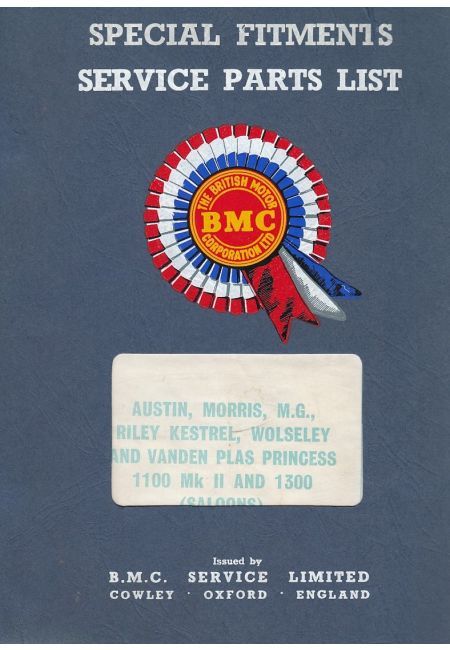 SPECIAL FITMENTS
SERVICE PARTS LIST
THE BRITISH MOTOR
BMC
CORPORATION LTD
AUSTIN, MORRIS, M.G.,
RILEY KESTREL, WOLSELEY
AND VANDEN PLAS PRINCESS
1100 Mk II AND 1300
(SALOONS)
Issued by
B.M.C. SERVICE LIMITED
COWLEY · OXFORD · ENGLAND